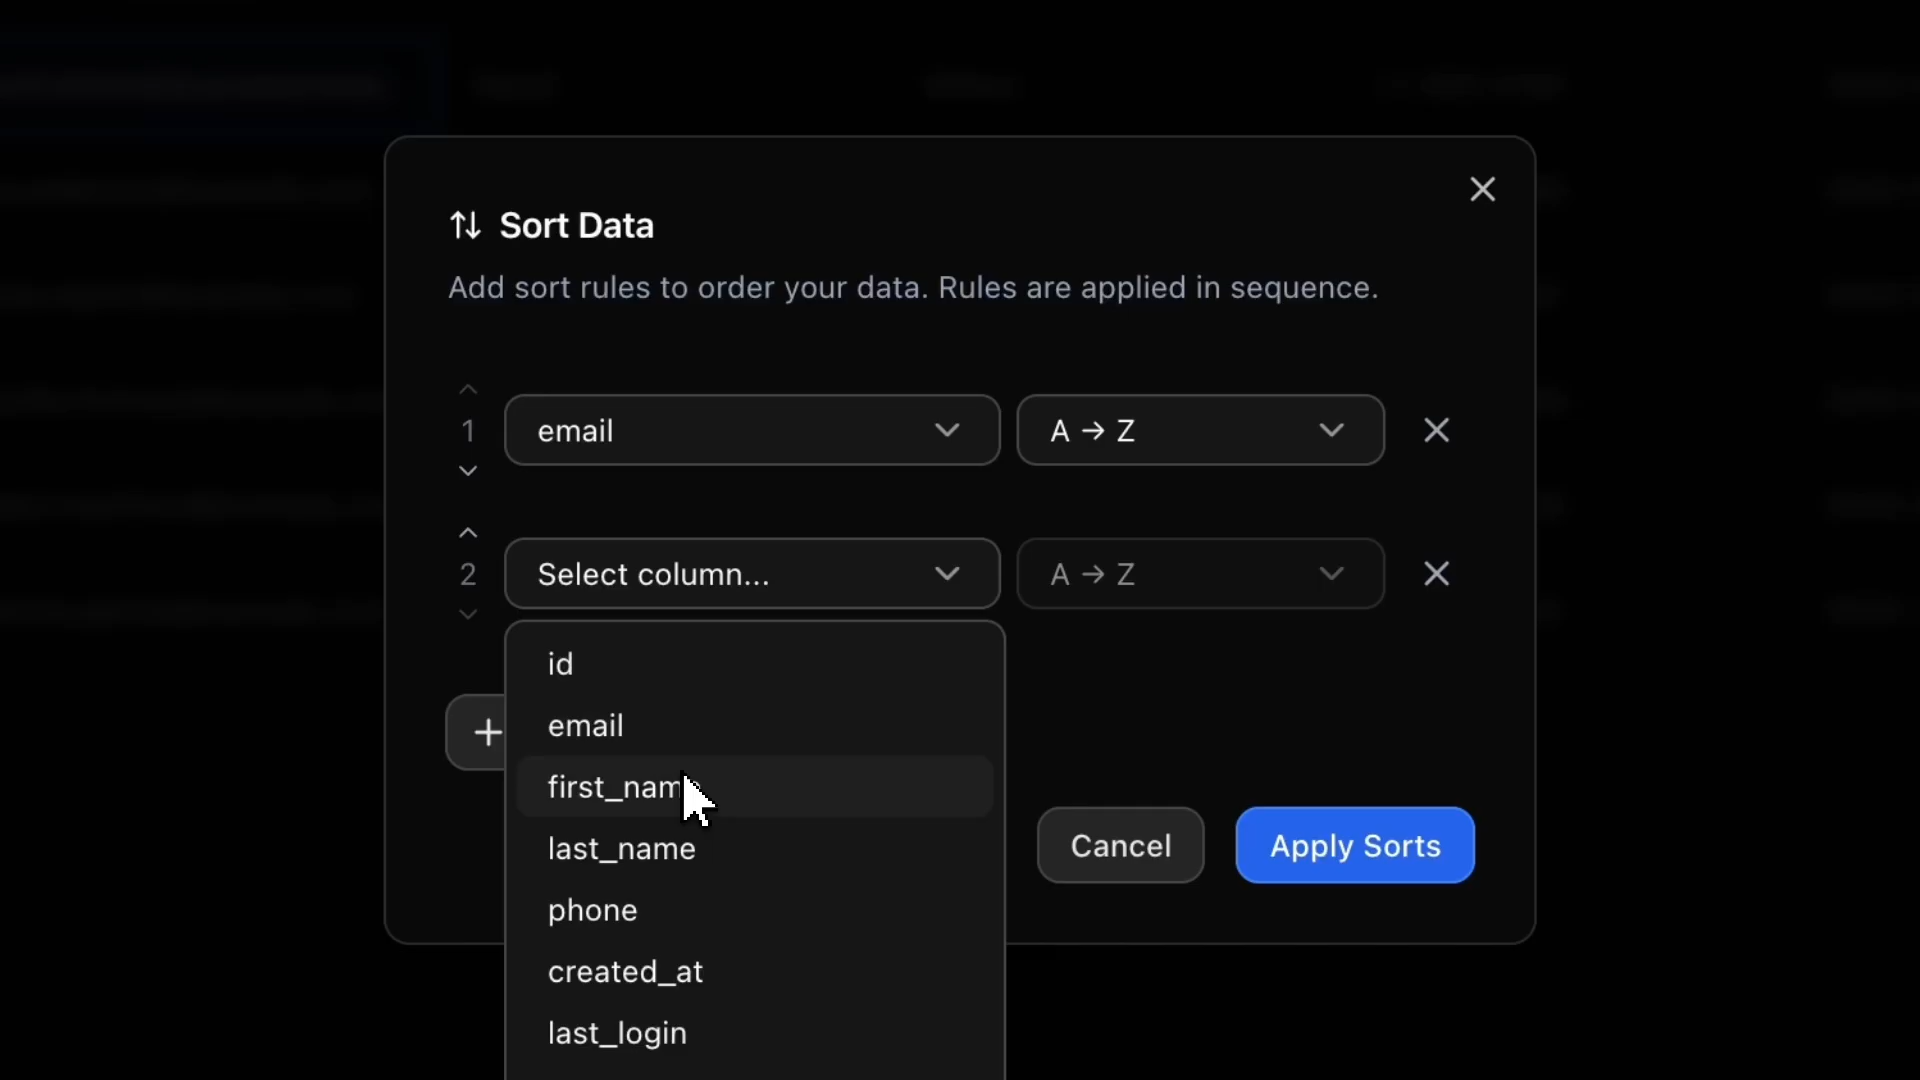 Sort Data
Add sort rules to order your data. Rules are applied in sequence.
1 email A → Z
2 Select column... A → Z
id
email
first_nam
last_name
phone
created_at
last_login
Cancel Apply Sorts